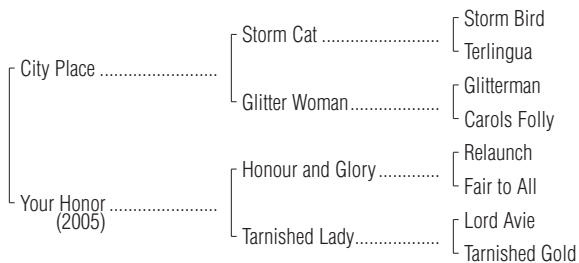 City Place ........................
Storm Cat ........................
Storm Bird
Terlingua
Glitter Woman..................
Glitterman
Carols Folly
Your Honor ......................
(2005)
Honour and Glory.............
Relaunch
Fair to All
Tarnished Lady.................
Lord Avie
Tarnished Gold